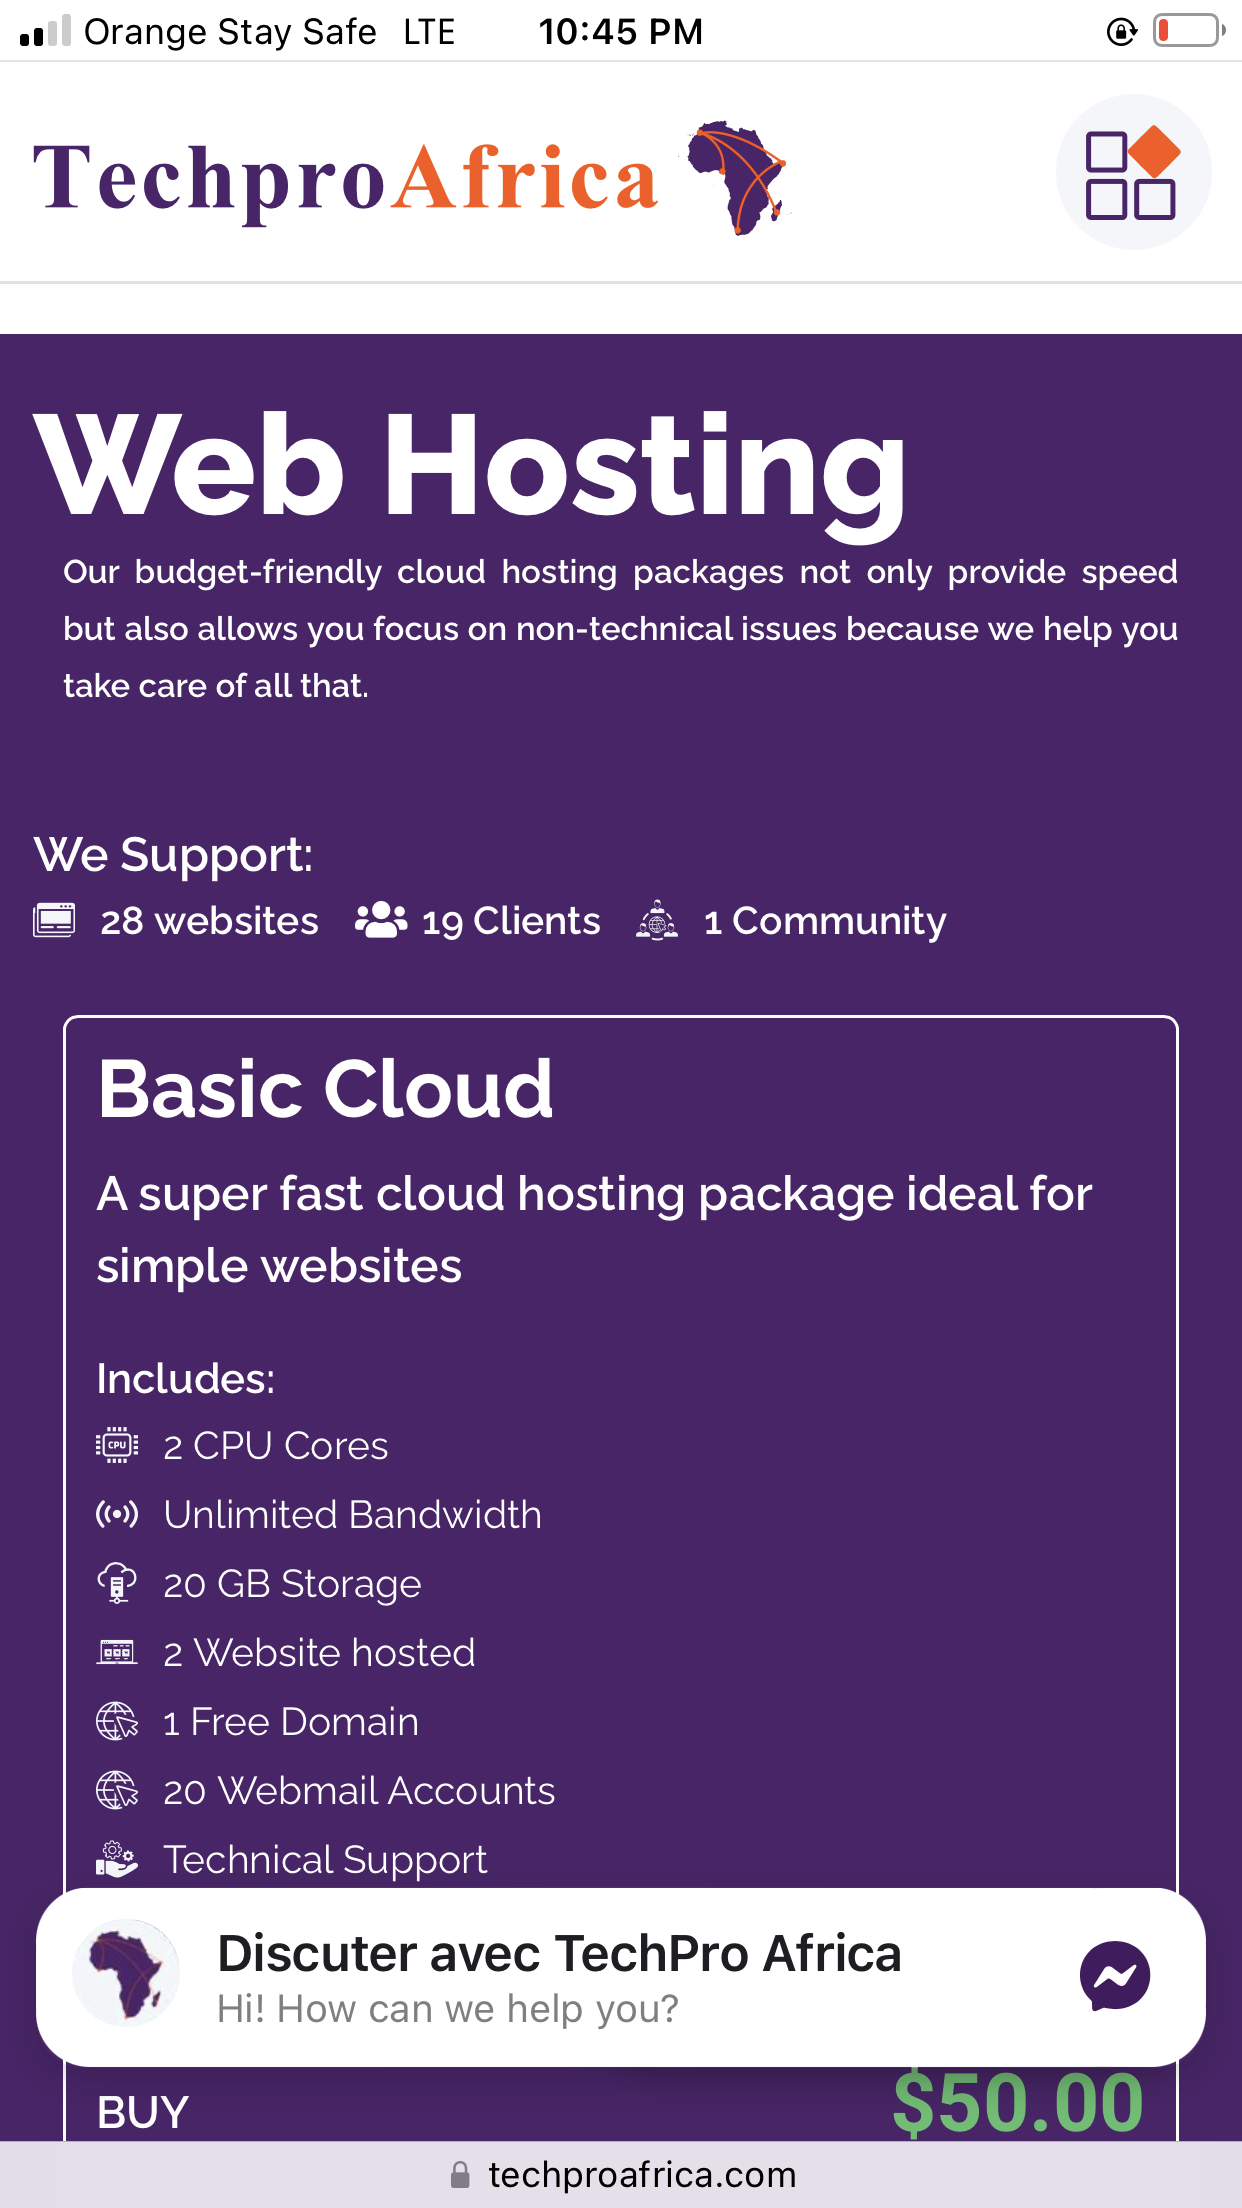 Orange Stay Safe LTE 10:45 PM
TechproAfrica
Web Hosting
Our budget-friendly cloud hosting packages not only provide speed
but also allows you focus on non-technical issues because we help you
take care of all that.
We Support:
28 websites 19 Clients 1 Community
Basic Cloud
A super fast cloud hosting package ideal for
simple websites
Includes:
CPU 2 CPU Cores
Unlimited Bandwidth
20 GB Storage
2 Website hosted
1 Free Domain
20 Webmail Accounts
Technical Support
Discuter avec TechPro Africa
Hi! How can we help you?
BUY $50.00
techproafrica.com